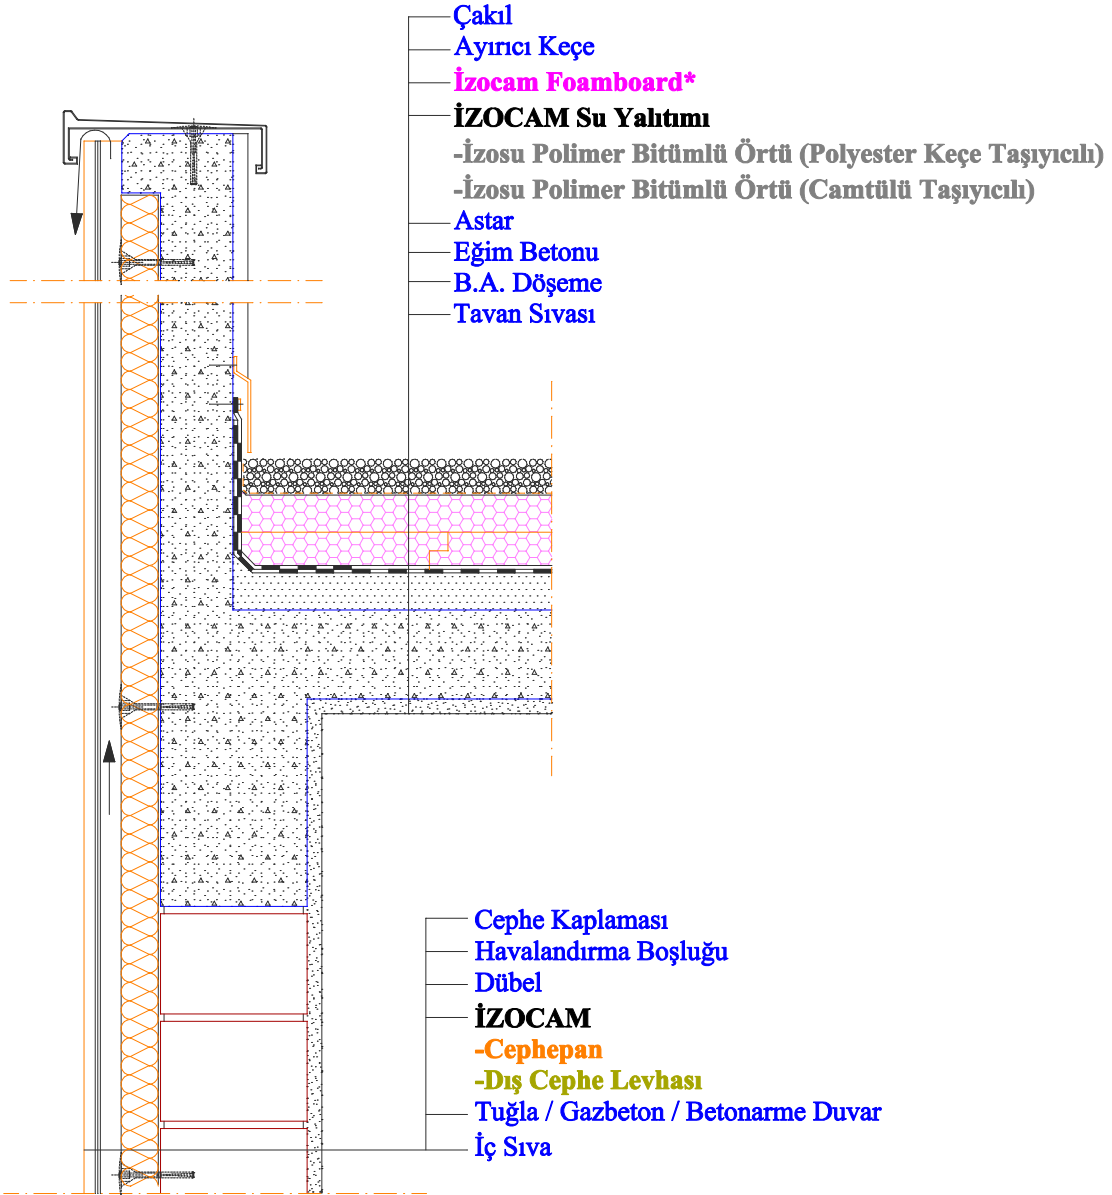 Çakıl
Ayırıcı Keçe
İzocam Foamboard*
İZOCAM Su Yalıtımı
-İzosu Polimer Bitümlü Örtü (Polyester Keçe Taşıyıcılı)
-İzosu Polimer Bitümlü Örtü (Camtülü Taşıyıcılı)
Astar
Eğim Betonu
B.A. Döşeme
Tavan Sıvası
Cephe Kaplaması
Havalandırma Boşluğu
Dübel
İZOCAM
-Cephepan
-Dış Cephe Levhası
Tuğla / Gazbeton / Betonarme Duvar
İç Sıva